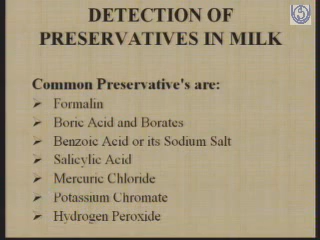 DETECTION OF
PRESERVATIVES IN MILK
Common Preservative's are:
Formalin
Boric Acid and Borates
Benzoic Acid or its Sodium Salt
Salicylic Acid
Mercuric Chloride
Potassium Chromate
Hydrogen Peroxide